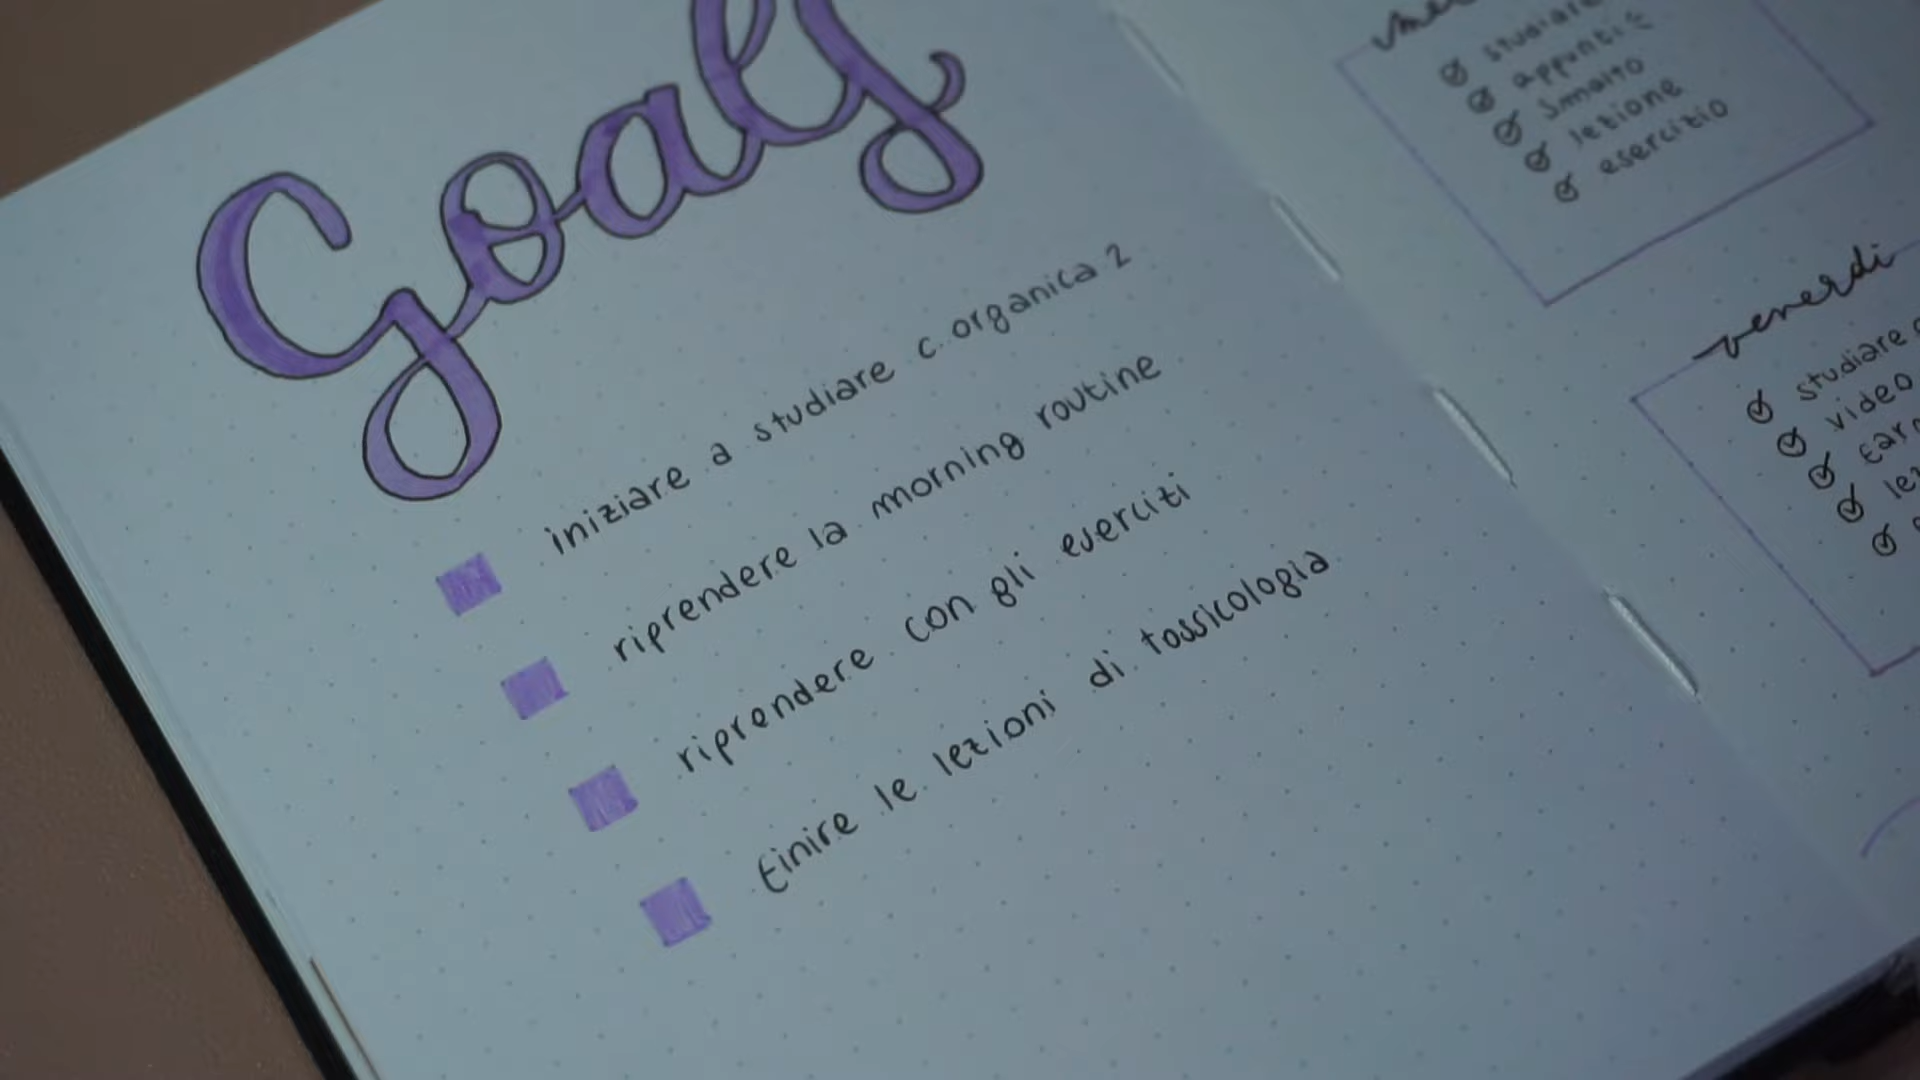 Goals
iniziare a studiare c. organica 2
riprendere la morning routine
riprendere con gli esercizi
finire le lezioni di tossicologia
studiare
appunti
smalto
lezione
esercizio
venerdì
studiare
video